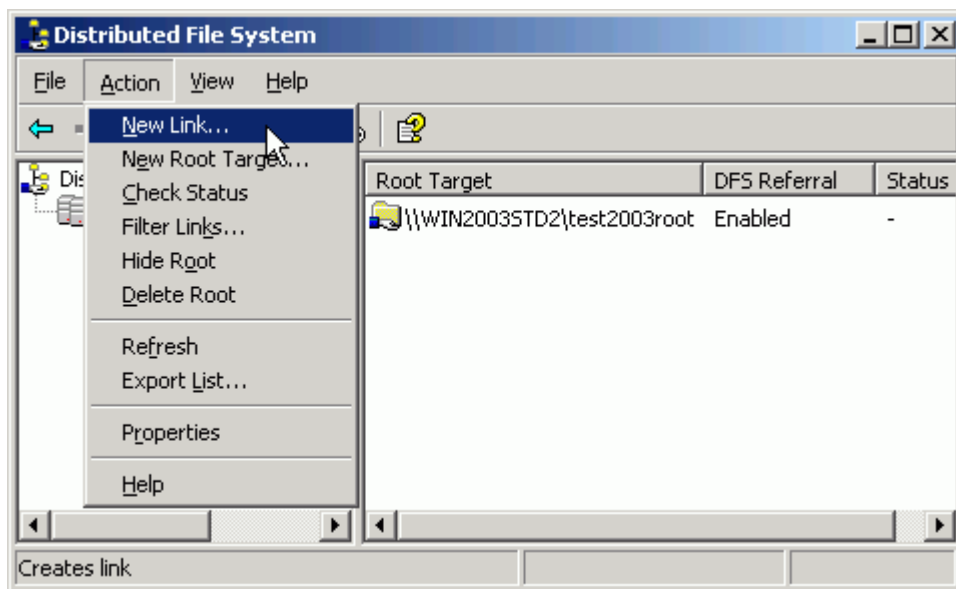 Distributed File System
File Action View Help
New Link...
New Root Target...
Check Status
Filter Links...
Hide Root
Delete Root
Refresh
Export List...
Properties
Help
Root Target DFS Referral Status
\\WIN2003STD2\test2003root Enabled -
Creates link